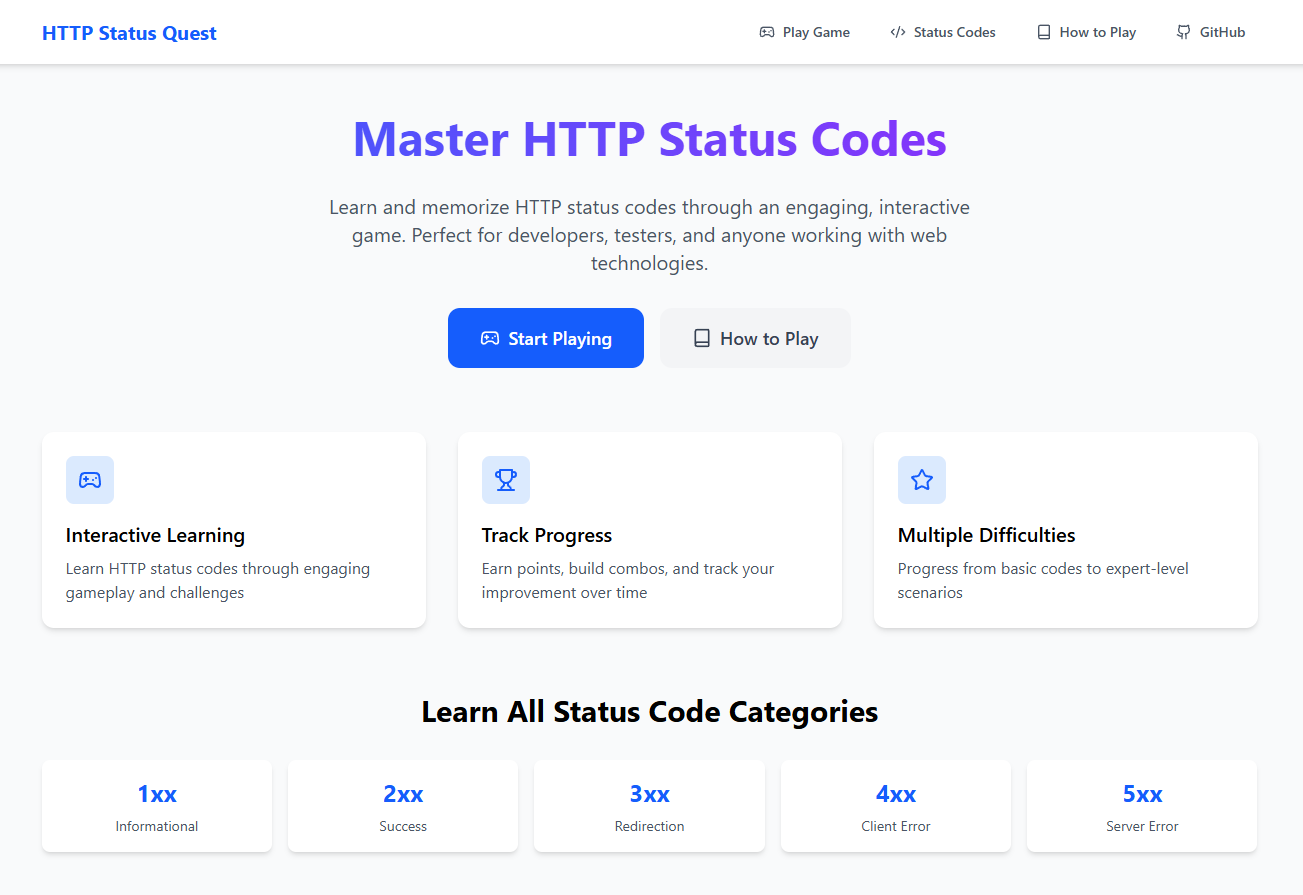 HTTP Status Quest
Play Game
Status Codes
How to Play
GitHub
Master HTTP Status Codes
Learn and memorize HTTP status codes through an engaging, interactive
game. Perfect for developers, testers, and anyone working with web
technologies.
Start Playing
How to Play
Interactive Learning
Learn HTTP status codes through engaging
gameplay and challenges
Track Progress
Earn points, build combos, and track your
improvement over time
Multiple Difficulties
Progress from basic codes to expert-level
scenarios
Learn All Status Code Categories
1xx
Informational
2xx
Success
3xx
Redirection
4xx
Client Error
5xx
Server Error